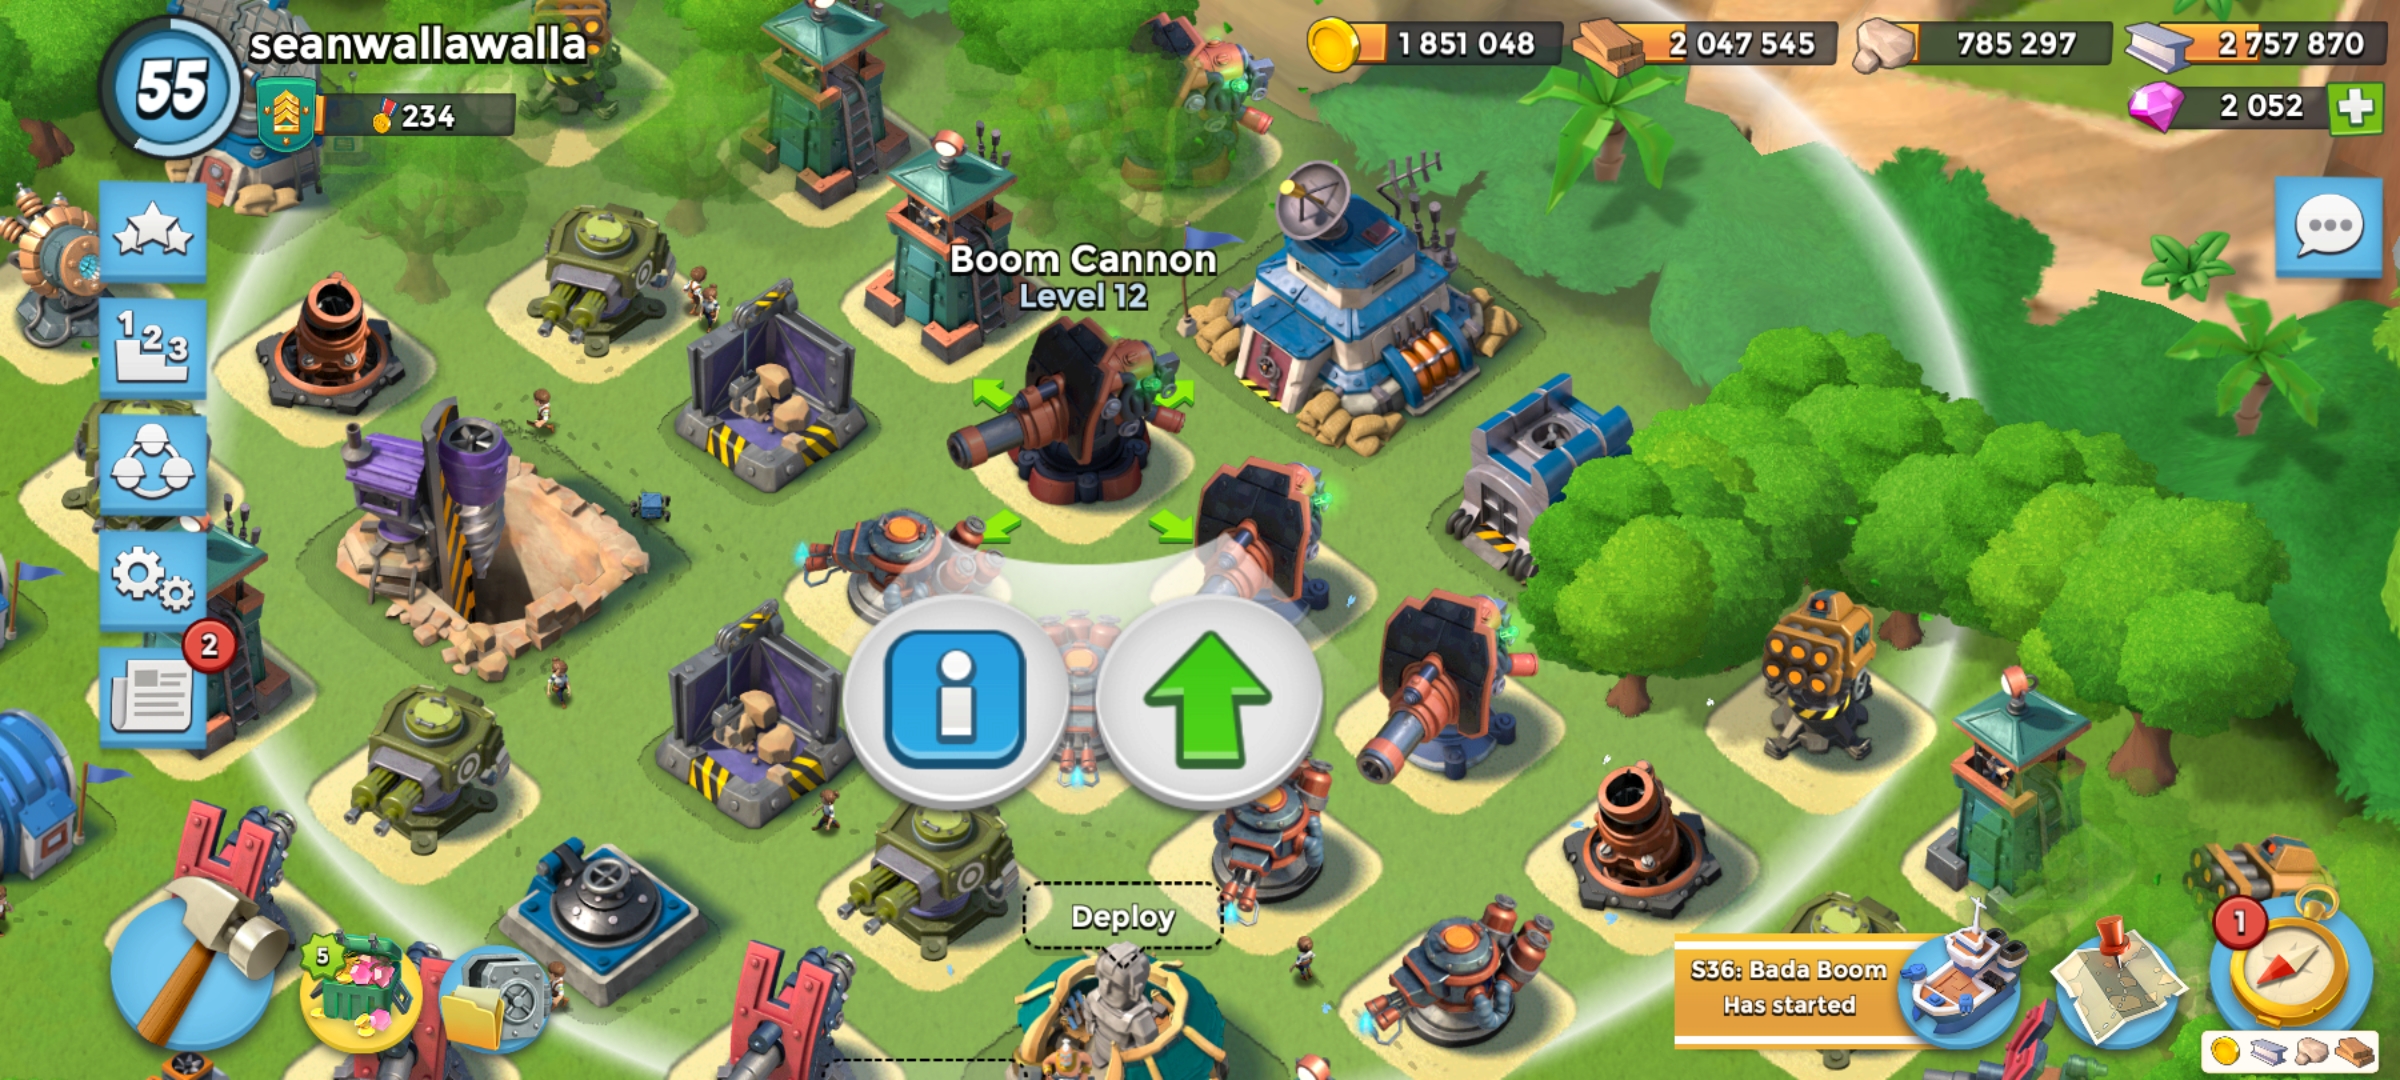 55
seanwallawalla
234
1 851 048
2 047 545
785 297
2 757 870
2 052
Boom Cannon
Level 12
1 2 3
2
Deploy
5
S36: Bada Boom
Has started
1